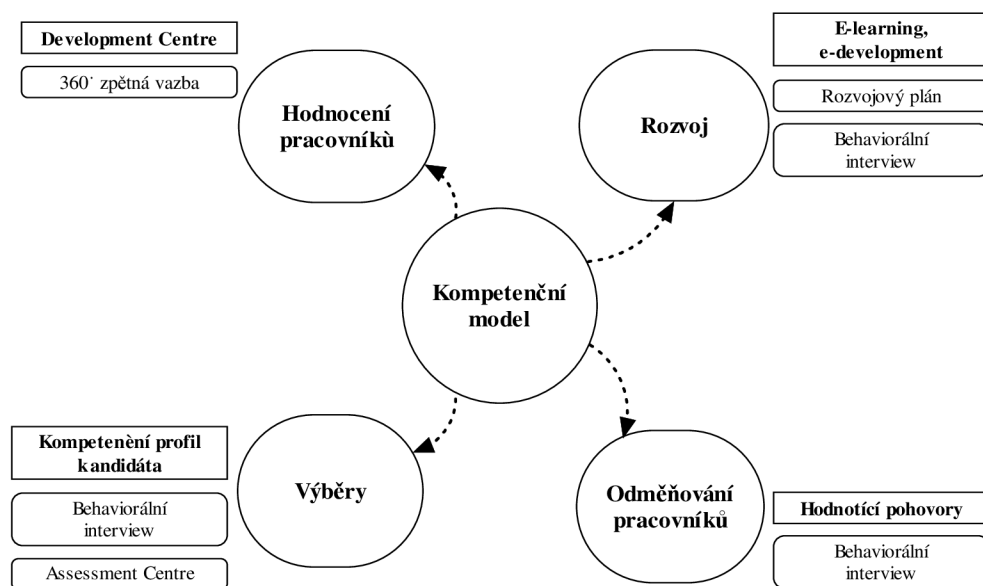 Development Centre
360˙ zpětná vazba
Hodnocení
pracovníkù
Rozvoj
E-learning,
e-development
Rozvojový plán
Behaviorální
interview
Kompetenční
model
Kompetenèní profil
kandidáta
Behaviorální
interview
Assessment Centre
Výběry
Odměňování
pracovníků
Hodnotící pohovory
Behaviorální
interview